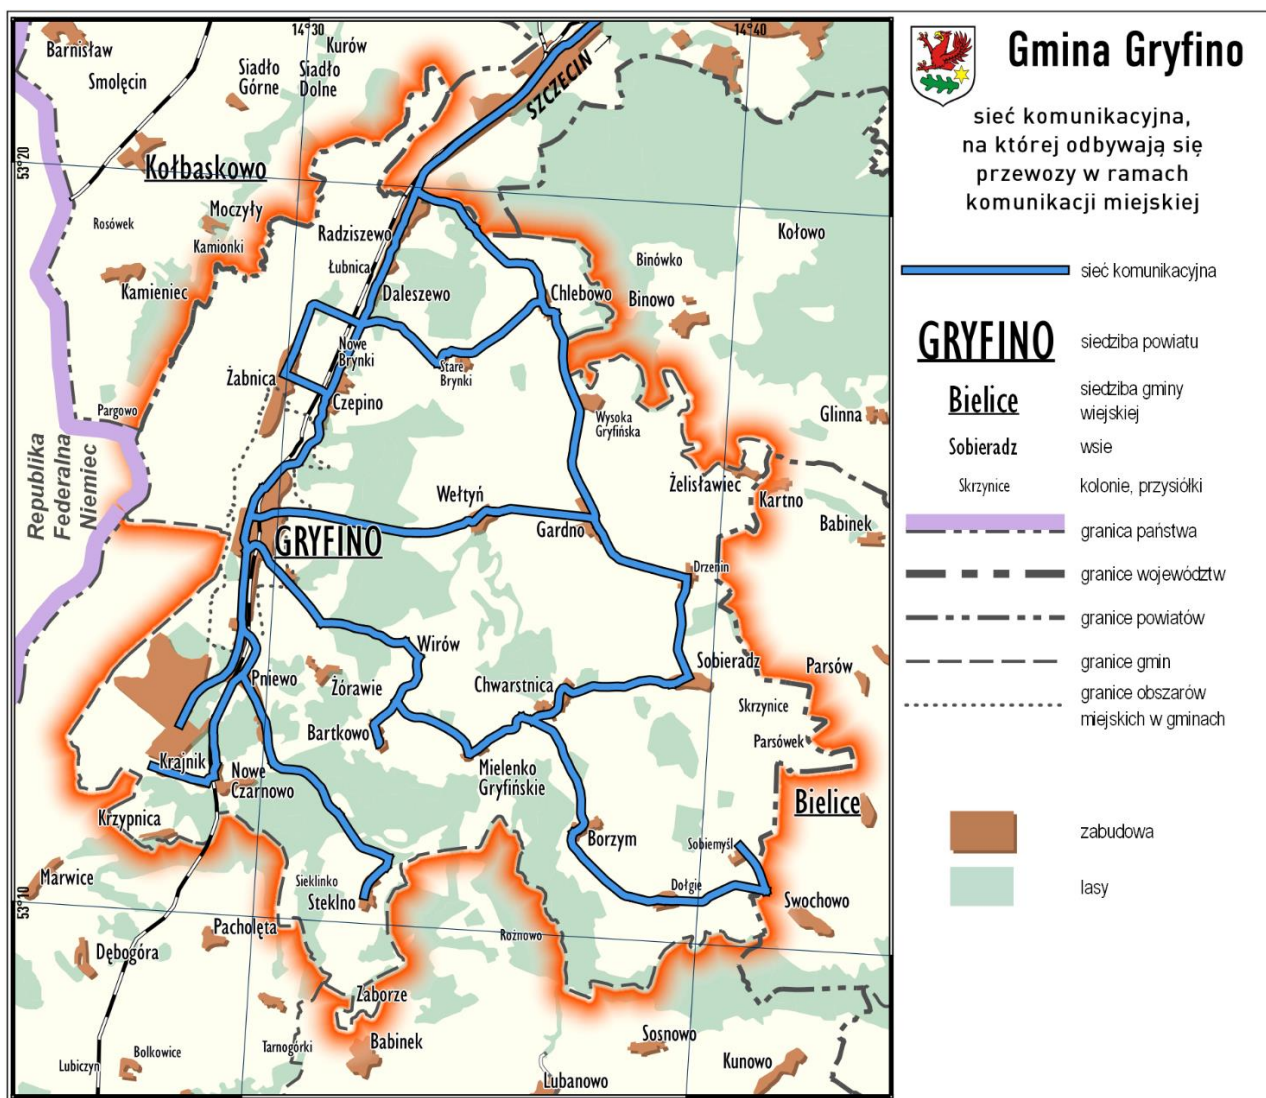 14°30
14°40
53°20
53°10
Barnisław
Smolęcin
Siadło
Górne
Kurów
Siadło
Dolne
SZCZECIN
Kołbaskowo
Rosówek
Moczyły
Kamionki
Kamieniec
Radziszewo
Łubnica
Daleszewo
Kołowo
Binówko
Binowo
Chlebowo
Nowe
Brynki
Stare
Brynki
Żabnica
Czepino
Pargowo
Wysoka
Gryfińska
Glinna
Republika
Federalna
Niemiec
Wełtyń
Żelisławiec
Kartno
Babinek
Gardno
GRYFINO
Drzenin
Wirów
Sobieradz
Parsów
Pniewo
Żórawie
Chwarstnica
Skrzynice
Bartkowo
Parsówek
Krajnik
Nowe
Czarnowo
Mielenko
Gryfińskie
Bielice
Krzypnica
Borzym
Sobiemyśl
Marwice
Sieklinko
Steklno
Dołgie
Swochowo
Pacholęta
Rożnowo
Dębogóra
Zaborze
Babinek
Tarnogórki
Sosnowo
Kunowo
Lubiczyn
Bolkowice
Lubanowo
Gmina Gryfino
sieć komunikacyjna,
na której odbywają się
przewozy w ramach
komunikacji miejskiej
sieć komunikacyjna
GRYFINO siedziba powiatu
Bielice siedziba gminy
wiejskiej
Sobieradz wsie
Skrzynice kolonie, przysiółki
granica państwa
granice województw
granice powiatów
granice gmin
granice obszarów
miejskich w gminach
zabudowa
lasy